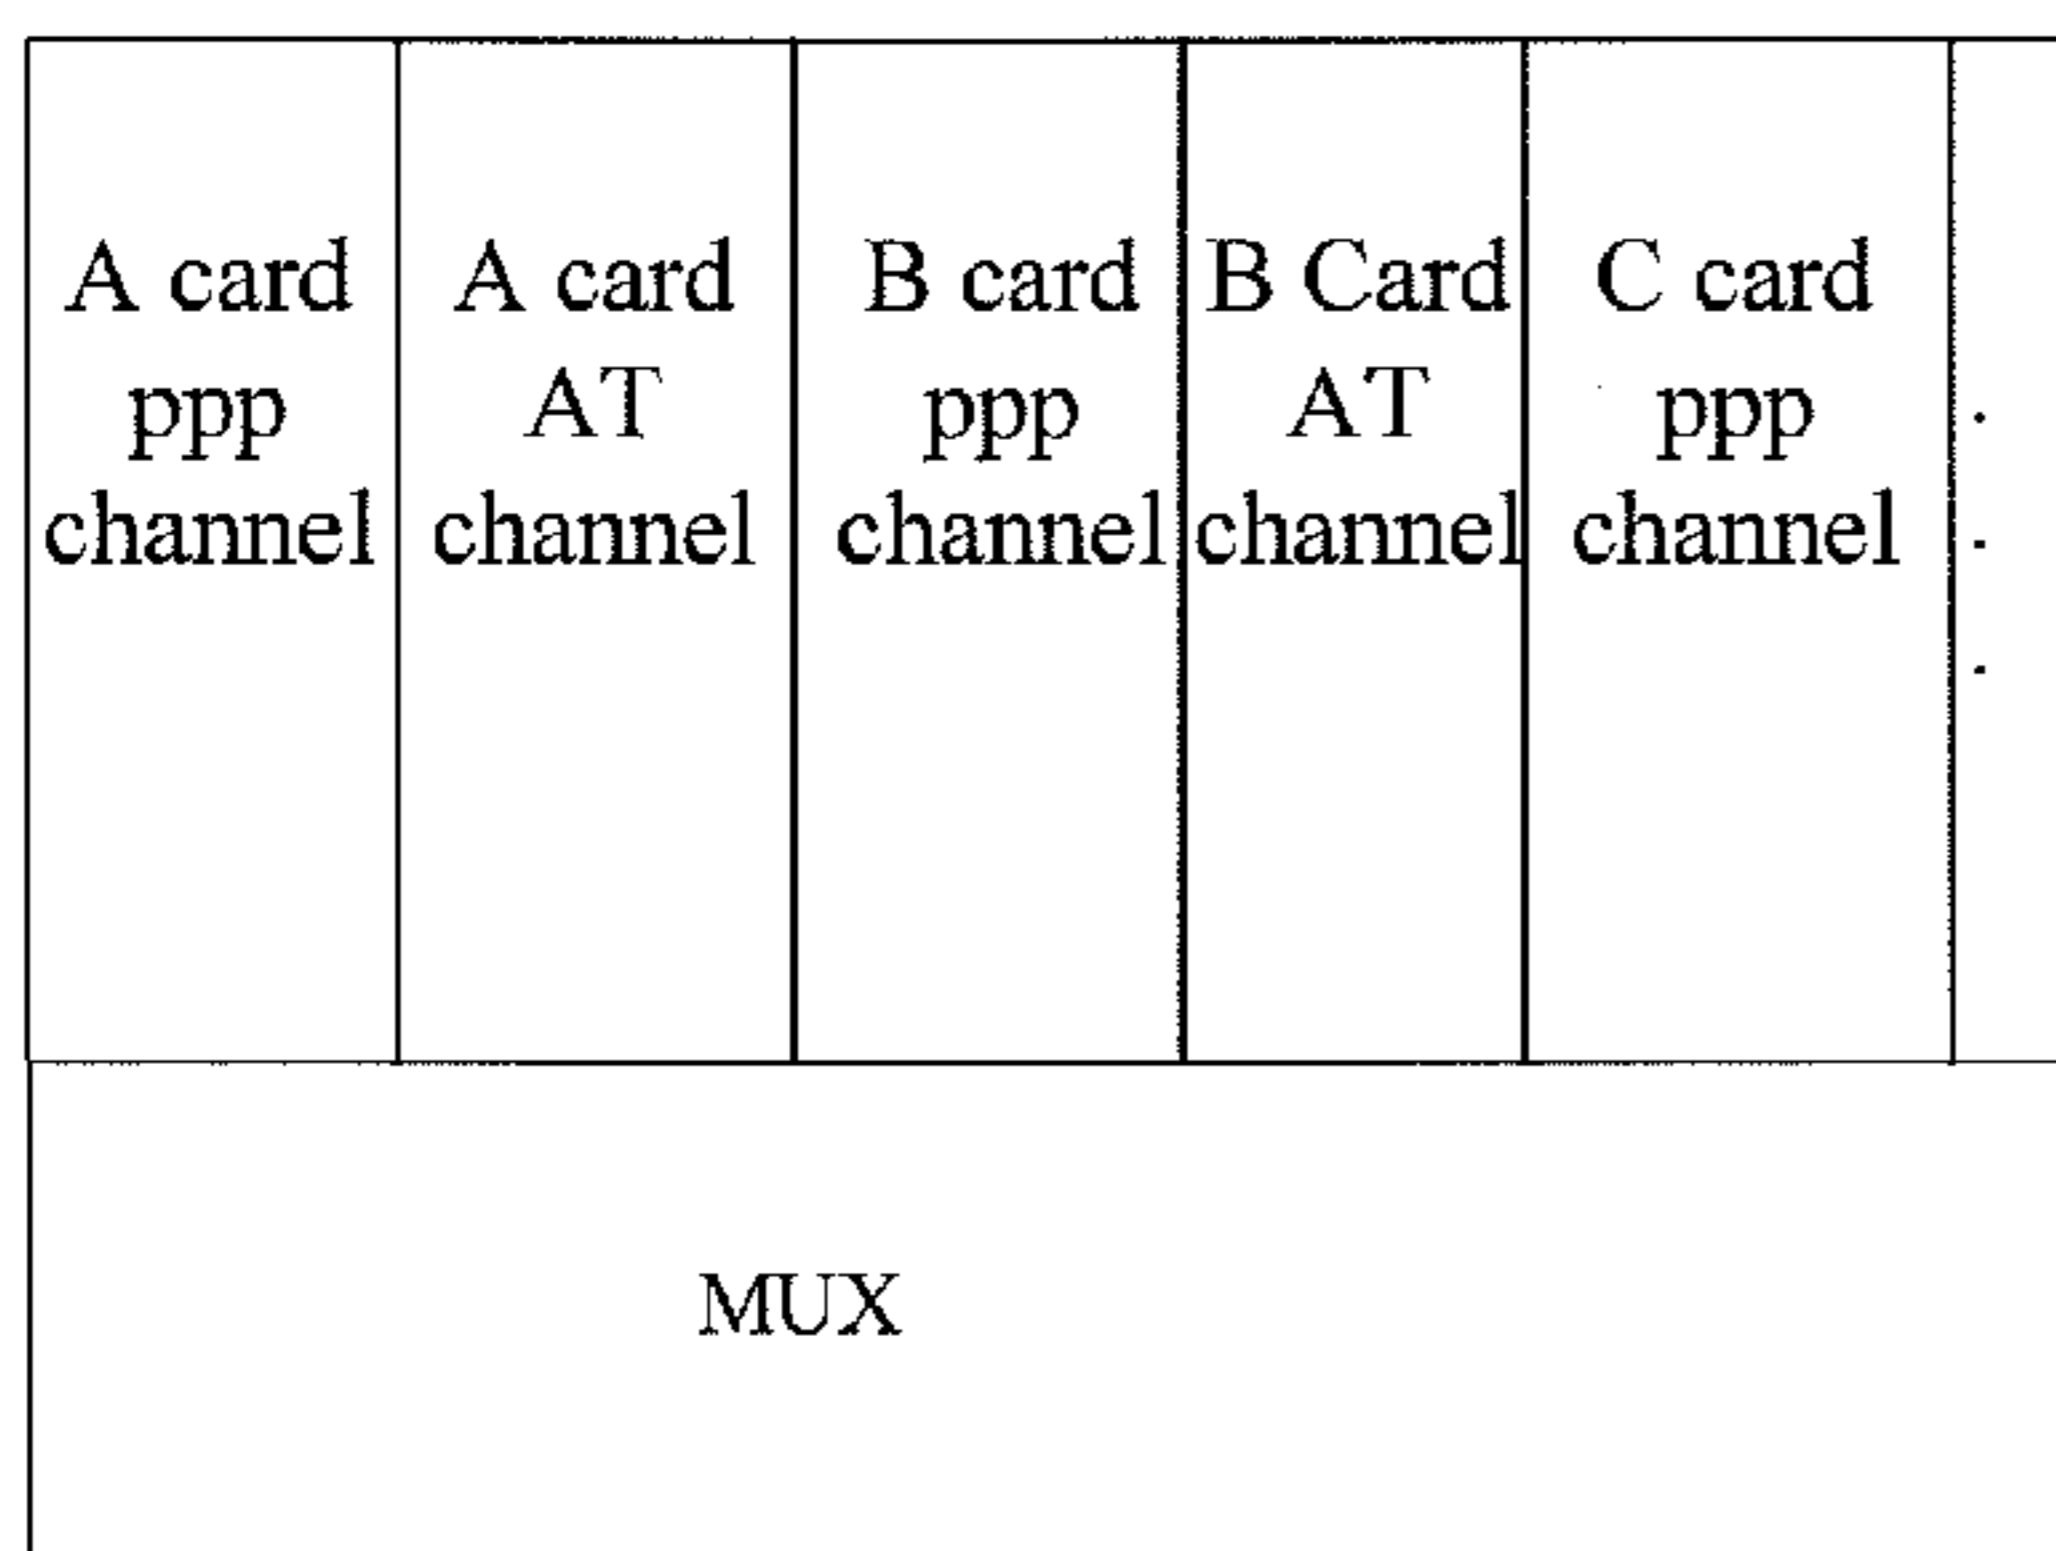 A card
ppp
channel
A card
AT
channel
B card
ppp
channel
B Card
AT
channel
C card
ppp
channel
.
.
.
MUX